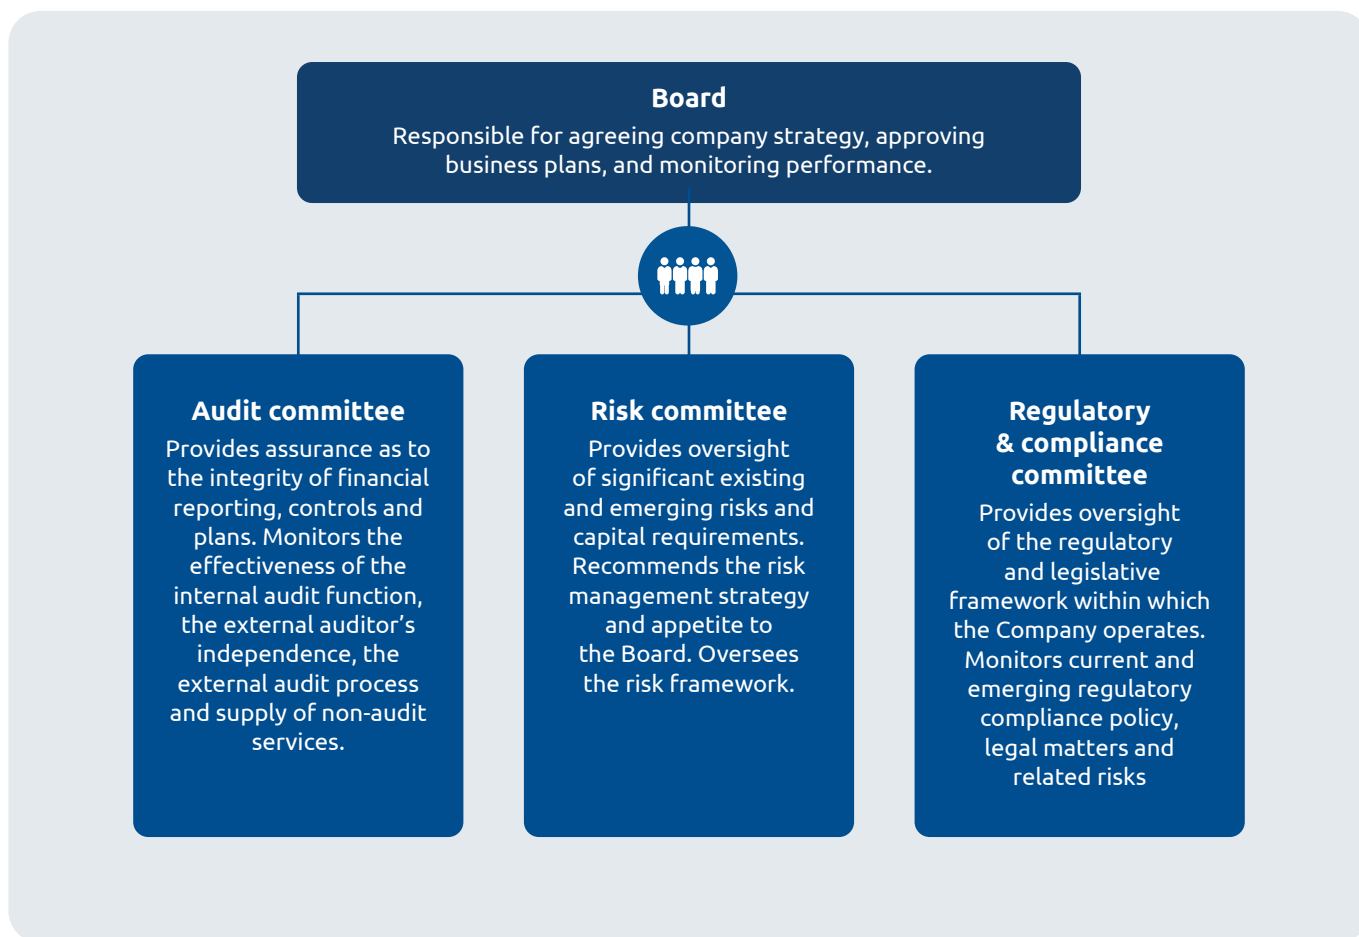 Board
Responsible for agreeing company strategy, approving
business plans, and monitoring performance.
Audit committee
Provides assurance as to
the integrity of financial
reporting, controls and
plans. Monitors the
effectiveness of the
internal audit function,
the external auditor’s
independence, the
external audit process
and supply of non-audit
services.
Risk committee
Provides oversight
of significant existing
and emerging risks and
capital requirements.
Recommends the risk
management strategy
and appetite to
the Board. Oversees
the risk framework.
Regulatory
& compliance
committee
Provides oversight
of the regulatory
and legislative
framework within which
the Company operates.
Monitors current and
emerging regulatory
compliance policy,
legal matters and
related risks